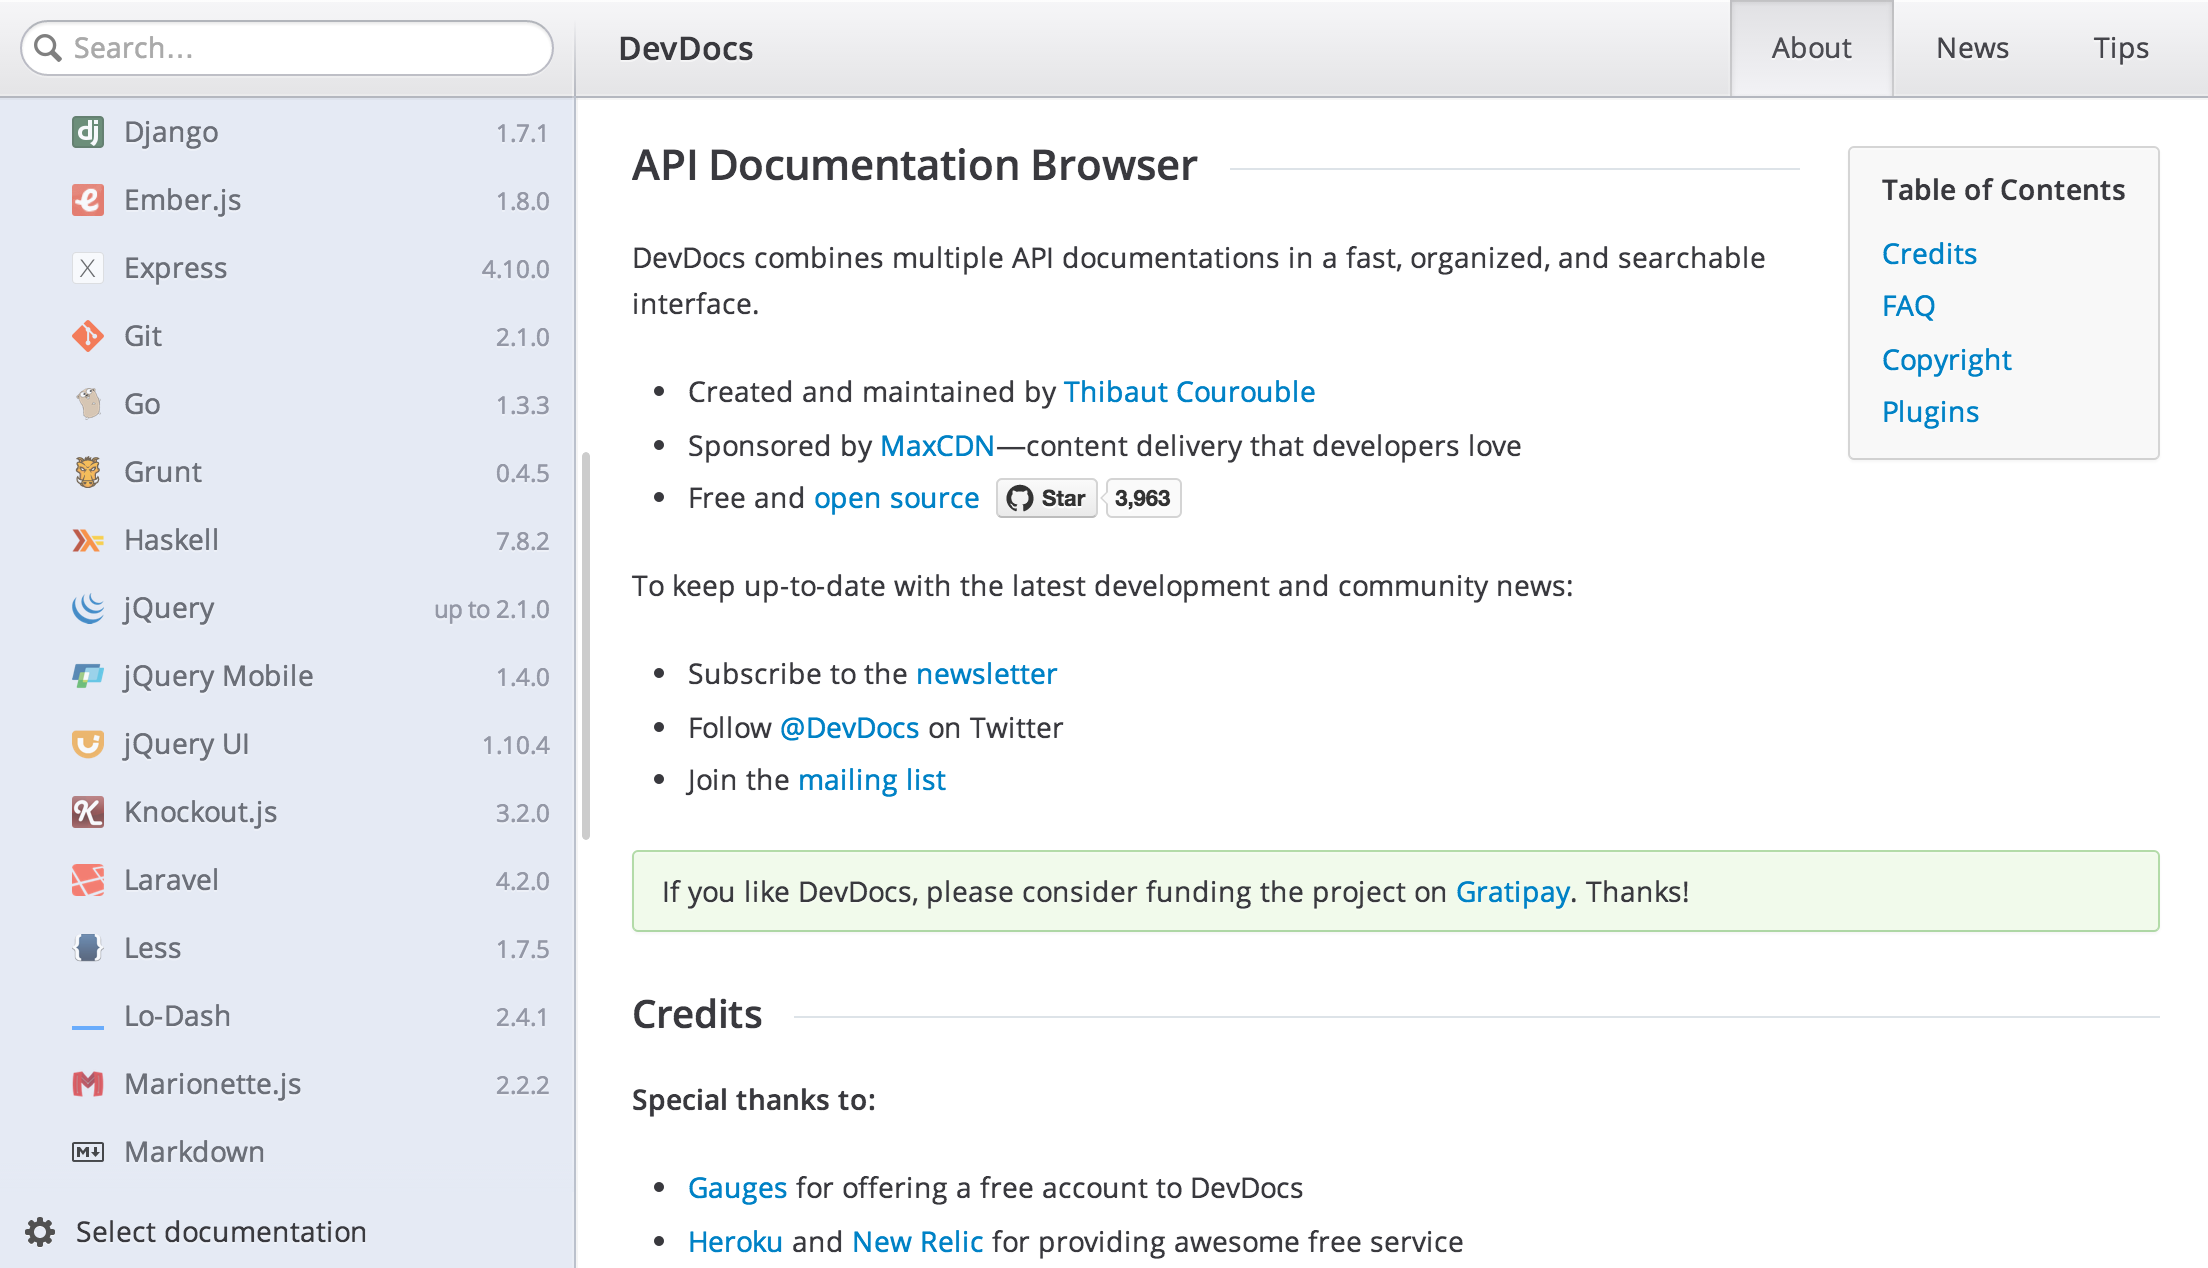 Search...
DevDocs
About
News
Tips
Django 1.7.1
Ember.js 1.8.0
Express 4.10.0
Git 2.1.0
Go 1.3.3
Grunt 0.4.5
Haskell 7.8.2
jQuery up to 2.1.0
jQuery Mobile 1.4.0
jQuery UI 1.10.4
Knockout.js 3.2.0
Laravel 4.2.0
Less 1.7.5
Lo-Dash 2.4.1
Marionette.js 2.2.2
Markdown
Select documentation
API Documentation Browser
DevDocs combines multiple API documentations in a fast, organized, and searchable
interface.
• Created and maintained by Thibaut Courouble
• Sponsored by MaxCDN—content delivery that developers love
• Free and open source Star 3,963
To keep up-to-date with the latest development and community news:
• Subscribe to the newsletter
• Follow @DevDocs on Twitter
• Join the mailing list
If you like DevDocs, please consider funding the project on Gratipay. Thanks!
Credits
Special thanks to:
• Gauges for offering a free account to DevDocs
• Heroku and New Relic for providing awesome free service
Table of Contents
Credits
FAQ
Copyright
Plugins